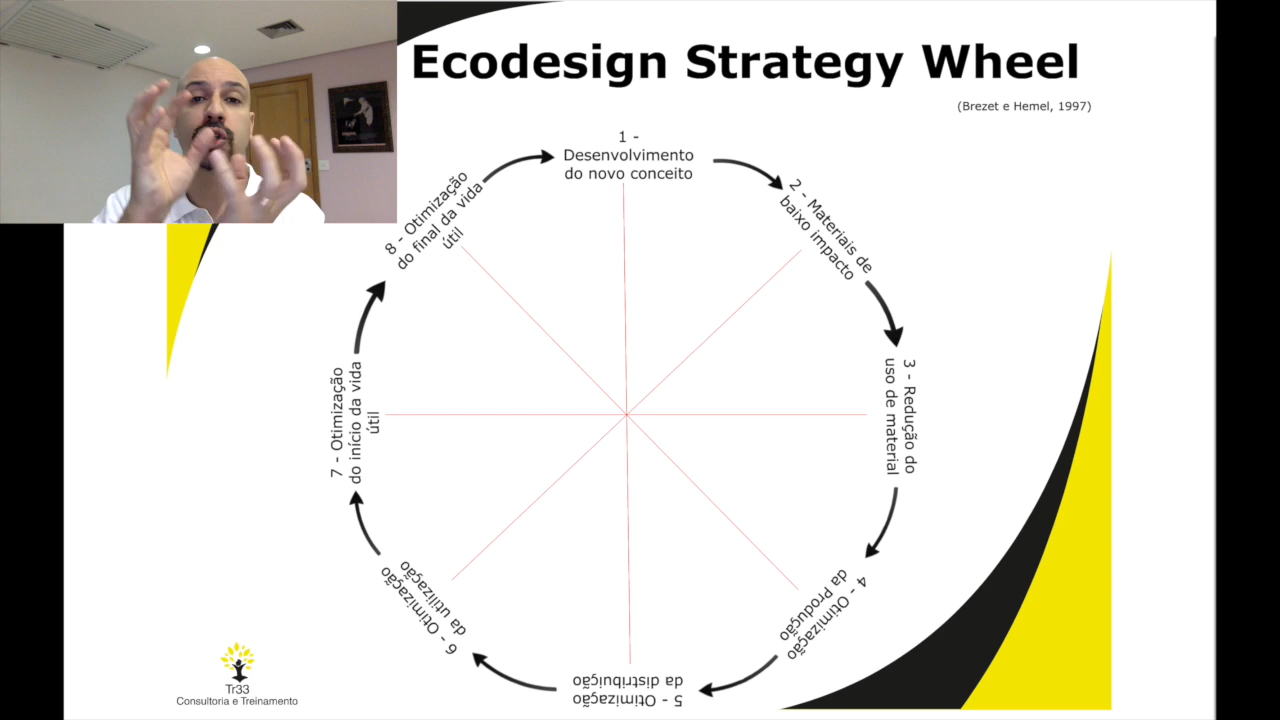 Ecodesign Strategy Wheel
(Brezet e Hemel, 1997)
1 -
Desenvolvimento
do novo conceito
2 - Materiais de
baixo impacto
3 - Redução do
uso de material
4 - Otimização
da Produção
5 - Otimização
da distribuição
6 - Otimização
da utilização
7 - Otimização
do início da vida
útil
8 - Otimização
do final da vida
útil
Tr33
Consultoria e Treinamento